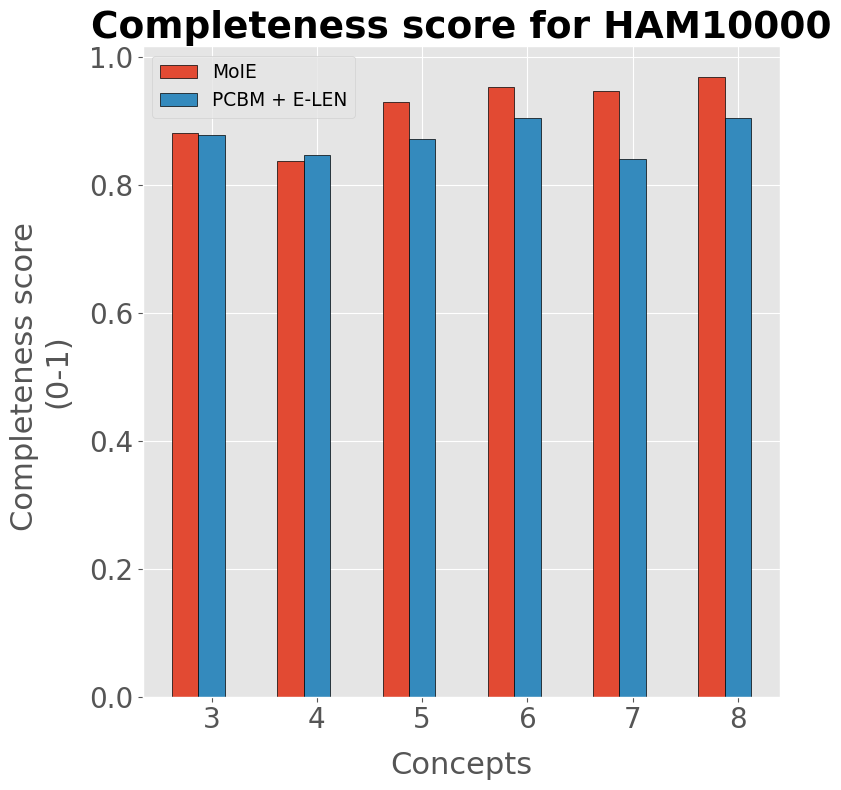 Completeness score for HAM10000
MoIE
PCBM + E-LEN
1.0
0.8
0.6
0.4
0.2
0.0
Completeness score
(0-1)
3 4 5 6 7 8
Concepts